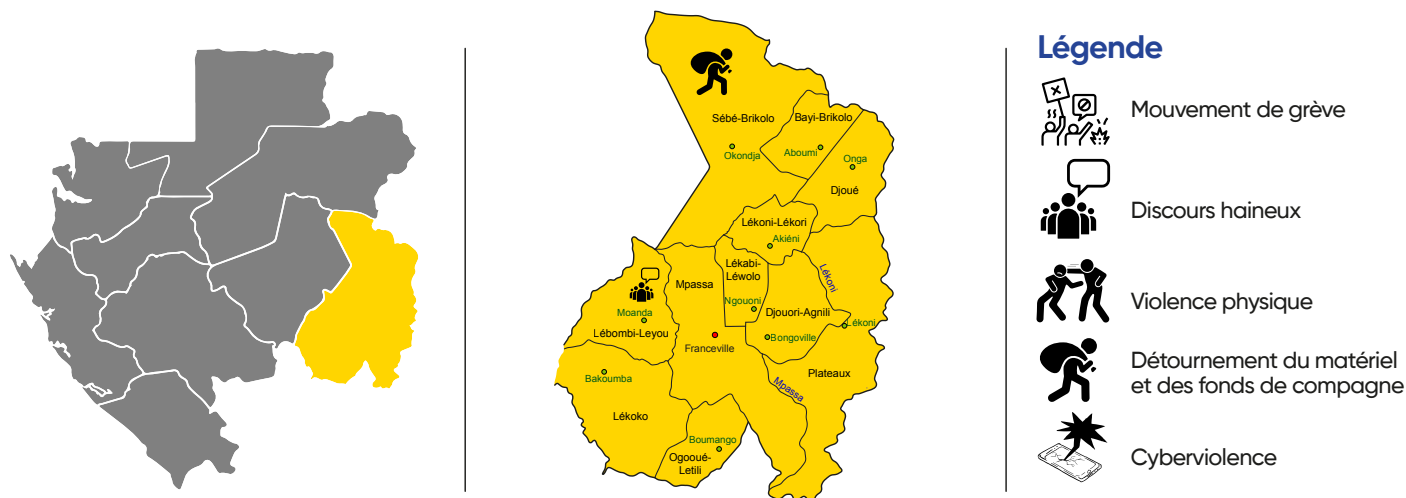 Sébé-Brikolo
Bayi-Brikolo
Okondja
Aboumi
Onga
Djoué
Lékoni-Lékori
Akiéni
Lékabi-
Léwolo
Lékoni
Mpassa
Ngouoni
Moanda
Djouori-Agnili
Lékoni
Lébombi-Leyou
Franceville
Bongoville
Bakoumba
Plateaux
Mpassa
Lékoko
Boumango
Ogooué-
Letili
Légende
Mouvement de grève
Discours haineux
Violence physique
Détournement du matériel
et des fonds de compagne
Cyberviolence